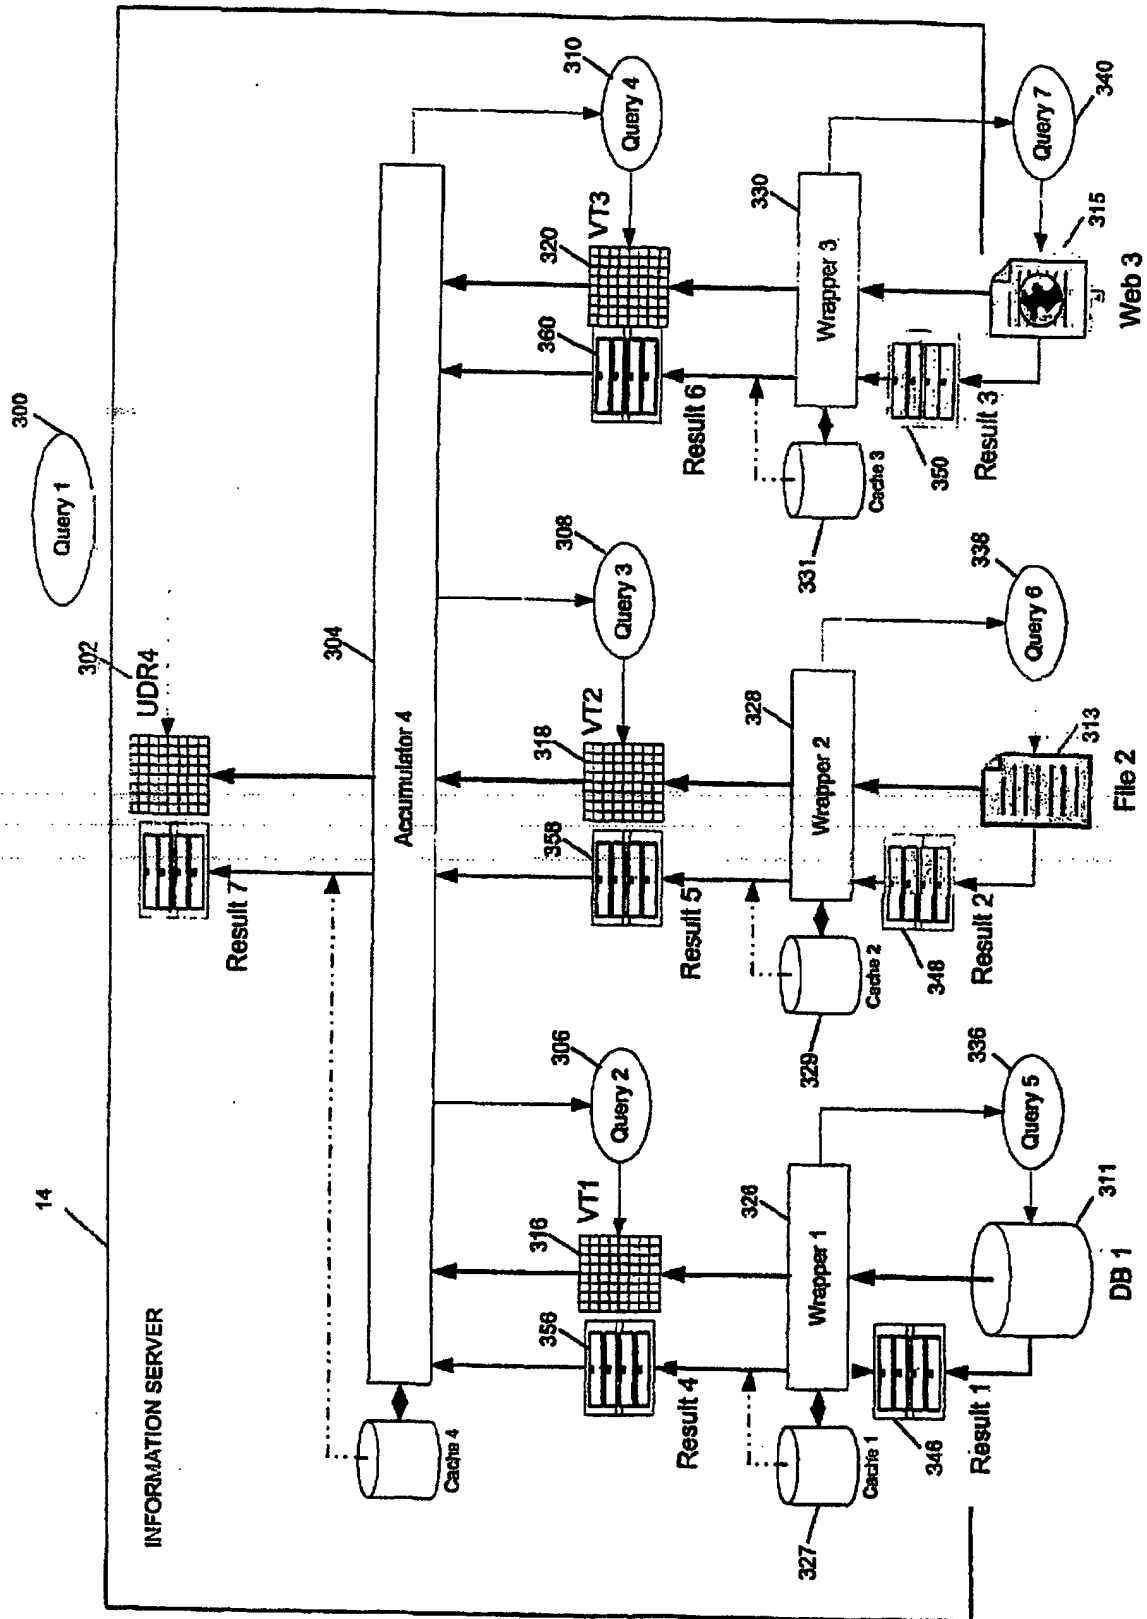 INFORMATION SERVER
14
Query 1
300
302
UDR4
Result 7
Cache 4
Accumulator 4
304
Query 2
306
VT1
316
356
Result 4
Query 3
308
VT2
318
358
Result 5
Query 4
310
VT3
320
360
Result 6
Cache 1
327
Wrapper 1
326
Cache 2
329
Wrapper 2
328
Cache 3
331
Wrapper 3
330
346
Result 1
Query 5
336
311
DB 1
348
Result 2
Query 6
338
313
File 2
350
Result 3
Query 7
340
315
Web 3